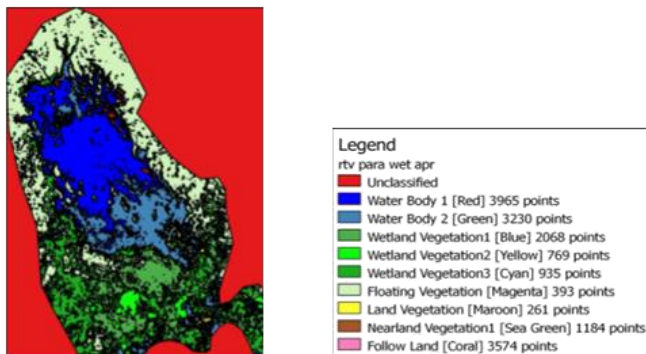 Legend
rtv para wet apr
Unclassified
Water Body 1 [Red] 3965 points
Water Body 2 [Green] 3230 points
Wetland Vegetation1 [Blue] 2068 points
Wetland Vegetation2 [Yellow] 769 points
Wetland Vegetation3 [Cyan] 935 points
Floating Vegetation [Magenta] 393 points
Land Vegetation [Maroon] 261 points
Nearland Vegetation1 [Sea Green] 1184 points
Follow Land [Coral] 3574 points